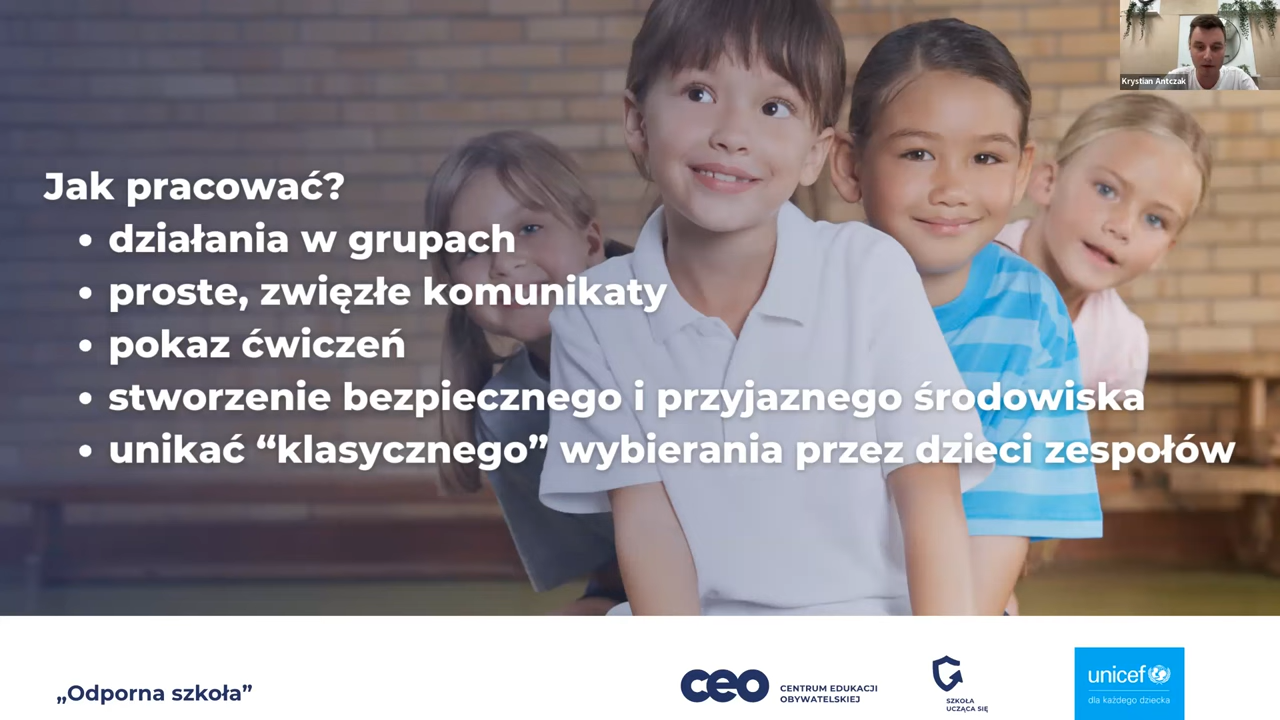 Krystian Antczak
Jak pracować?
• działania w grupach
• proste, zwięzłe komunikaty
• pokaz ćwiczeń
• stworzenie bezpiecznego i przyjaznego środowiska
• unikać “klasycznego” wybierania przez dzieci zespołów
„Odporna szkoła”
ceo
CENTRUM EDUKACJI
OBYWATELSKIEJ
SZKOŁA
UCZĄCA SIĘ
unicef
dla każdego dziecka